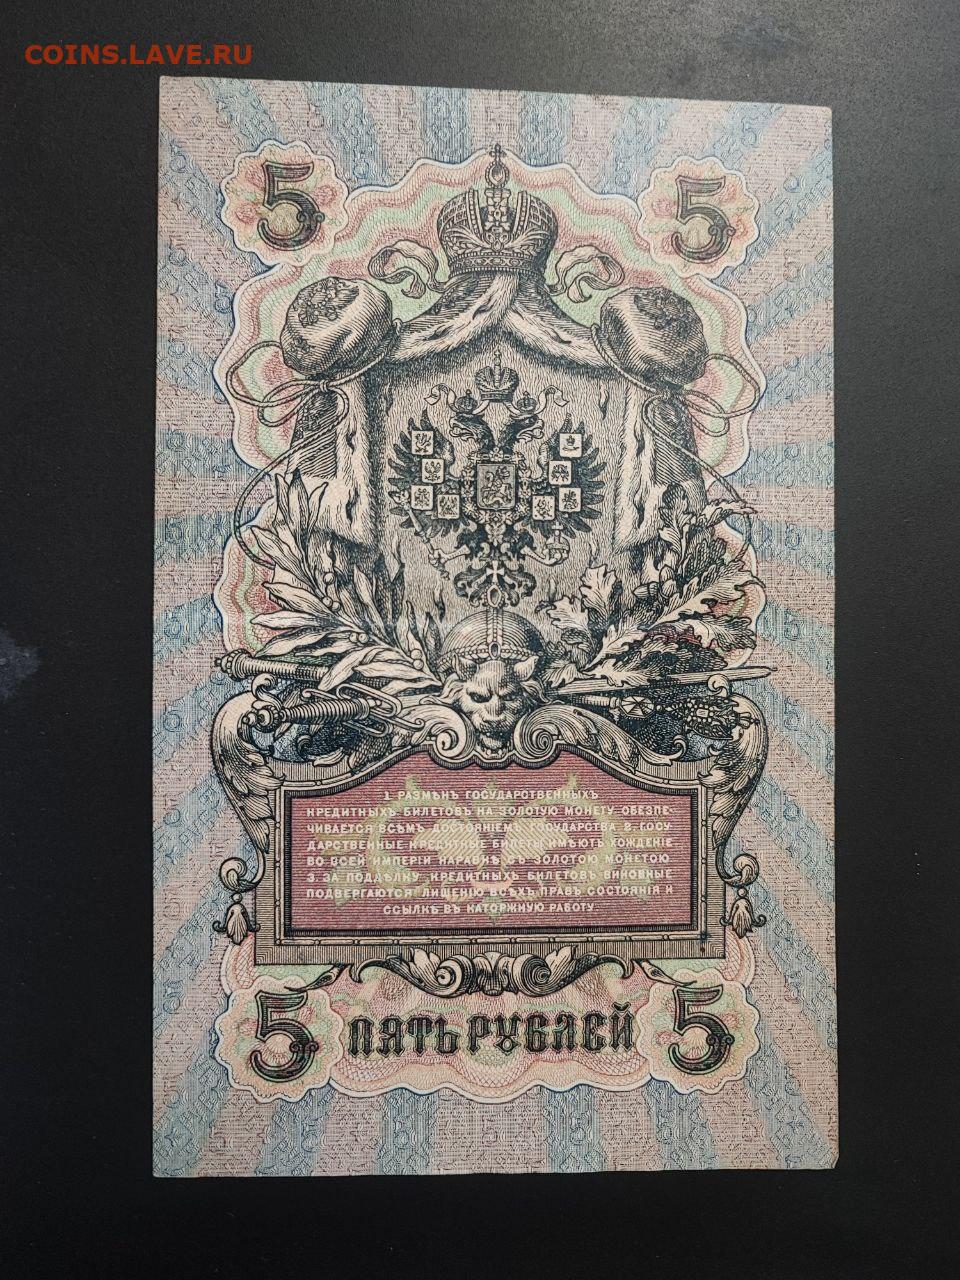 COINS.LAVE.RU
5 5
1. РАЗМѢНЪ ГОСУДАРСТВЕННЫХЪ
КРЕДИТНЫХЪ БИЛЕТОВЪ НА ЗОЛОТУЮ МОНЕТУ ОБЕЗПЕ-
ЧИВАЕТСЯ ВСѢМЪ ДОСТОЯНІЕМЪ ГОСУДАРСТВА 2. ГОСУ-
ДАРСТВЕННЫЕ КРЕДИТНЫЕ БИЛЕТЫ ИМѢЮТЪ ХОЖДЕНІЕ
ВО ВСЕЙ ИМПЕРІИ НАРАВНѢ СЪ ЗОЛОТОЮ МОНЕТОЮ
3. ЗА ПОДДѢЛКУ КРЕДИТНЫХЪ БИЛЕТОВЪ ВИНОВНЫЕ
ПОДВЕРГАЮТСЯ ЛИШЕНІЮ ВСѢХЪ ПРАВЪ СОСТОЯНІЯ И
ССЫЛКѢ ВЪ КАТОРЖНУЮ РАБОТУ
5 ПЯТЬ РУБЛЕЙ 5